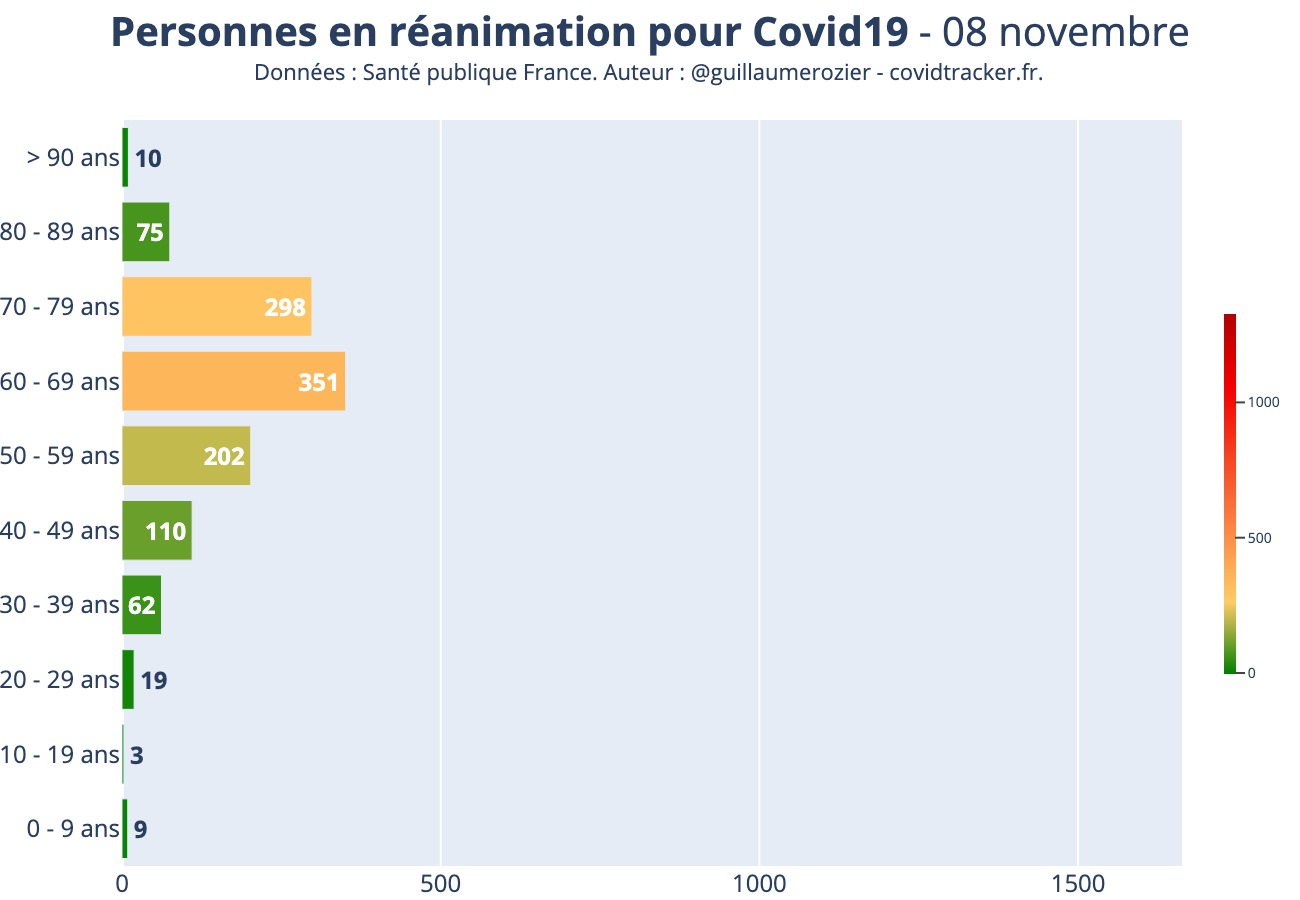 Personnes en réanimation pour Covid19 - 08 novembre
Données : Santé publique France. Auteur : @guillaumerozier - covidtracker.fr.
> 90 ans 10
80 - 89 ans 75
70 - 79 ans 298
60 - 69 ans 351
50 - 59 ans 202
40 - 49 ans 110
30 - 39 ans 62
20 - 29 ans 19
10 - 19 ans 3
0 - 9 ans 9
0 500 1000 1500
1000
500
0